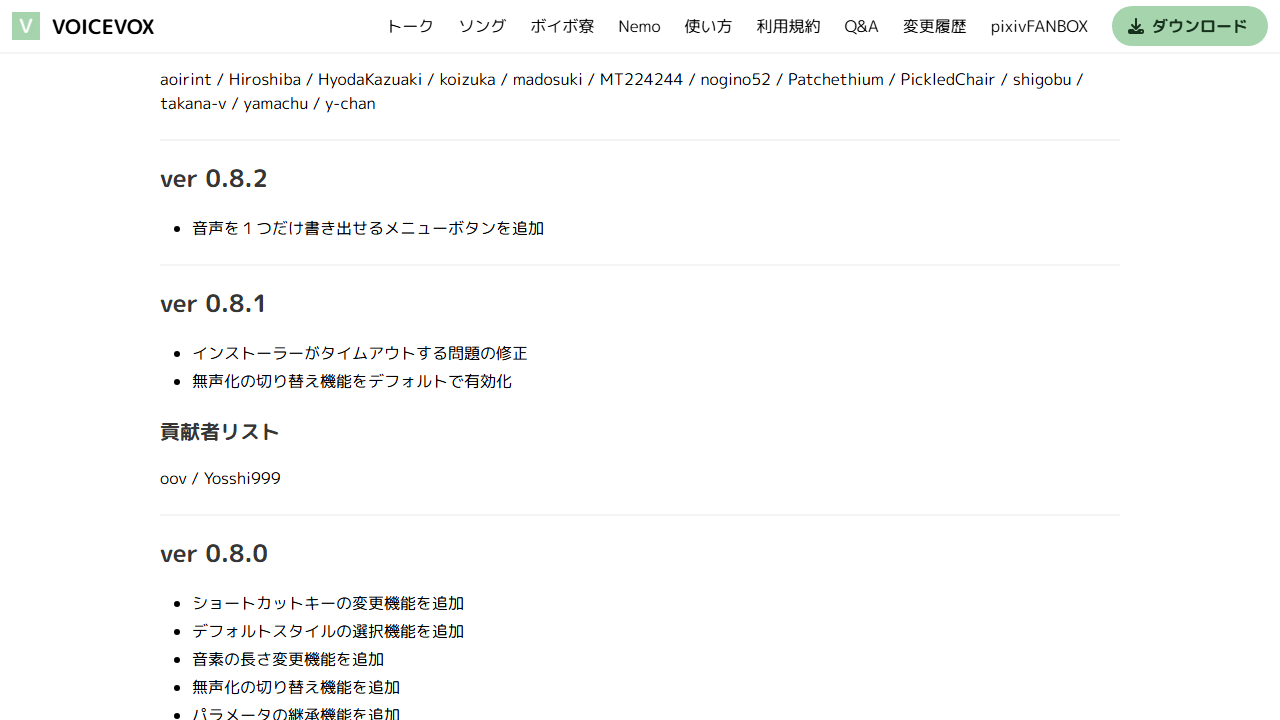 V VOICEVOX トーク ソング ボイボ寮 Nemo 使い方 利用規約 Q&A 変更履歴 pixivFANBOX ダウンロード
aoirint / Hiroshiba / HyodaKazuaki / koizuka / madosuki / MT224244 / nogino52 / Patchethium / PickledChair / shigobu /
takana-v / yamachu / y-chan
ver 0.8.2
• 音声を１つだけ書き出せるメニューボタンを追加
ver 0.8.1
• インストーラーがタイムアウトする問題の修正
• 無声化の切り替え機能をデフォルトで有効化
貢献者リスト
oov / Yosshi999
ver 0.8.0
• ショートカットキーの変更機能を追加
• デフォルトスタイルの選択機能を追加
• 音素の長さ変更機能を追加
• 無声化の切り替え機能を追加
• パラメータの継承機能を追加